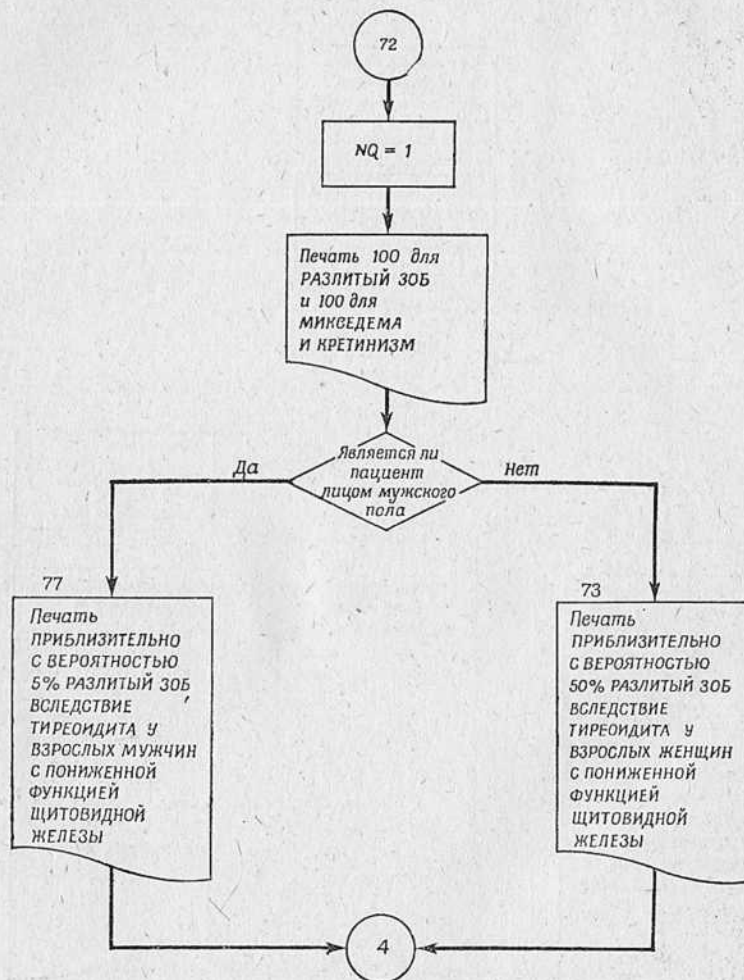 72
NQ = 1
Печать 100 для
РАЗЛИТЫЙ ЗОБ
и 100 для
МИКСЕДЕМА
И КРЕТИНИЗМ
Является ли
пациент
лицом мужского
пола
Да
Нет
77
Печать
ПРИБЛИЗИТЕЛЬНО
С ВЕРОЯТНОСТЬЮ
5% РАЗЛИТЫЙ ЗОБ
ВСЛЕДСТВИЕ
ТИРЕОИДИТА У
ВЗРОСЛЫХ МУЖЧИН
С ПОНИЖЕННОЙ
ФУНКЦИЕЙ
ЩИТОВИДНОЙ
ЖЕЛЕЗЫ
73
Печать
ПРИБЛИЗИТЕЛЬНО
С ВЕРОЯТНОСТЬЮ
50% РАЗЛИТЫЙ ЗОБ
ВСЛЕДСТВИЕ
ТИРЕОИДИТА У
ВЗРОСЛЫХ ЖЕНЩИН
С ПОНИЖЕННОЙ
ФУНКЦИЕЙ
ЩИТОВИДНОЙ
ЖЕЛЕЗЫ
4